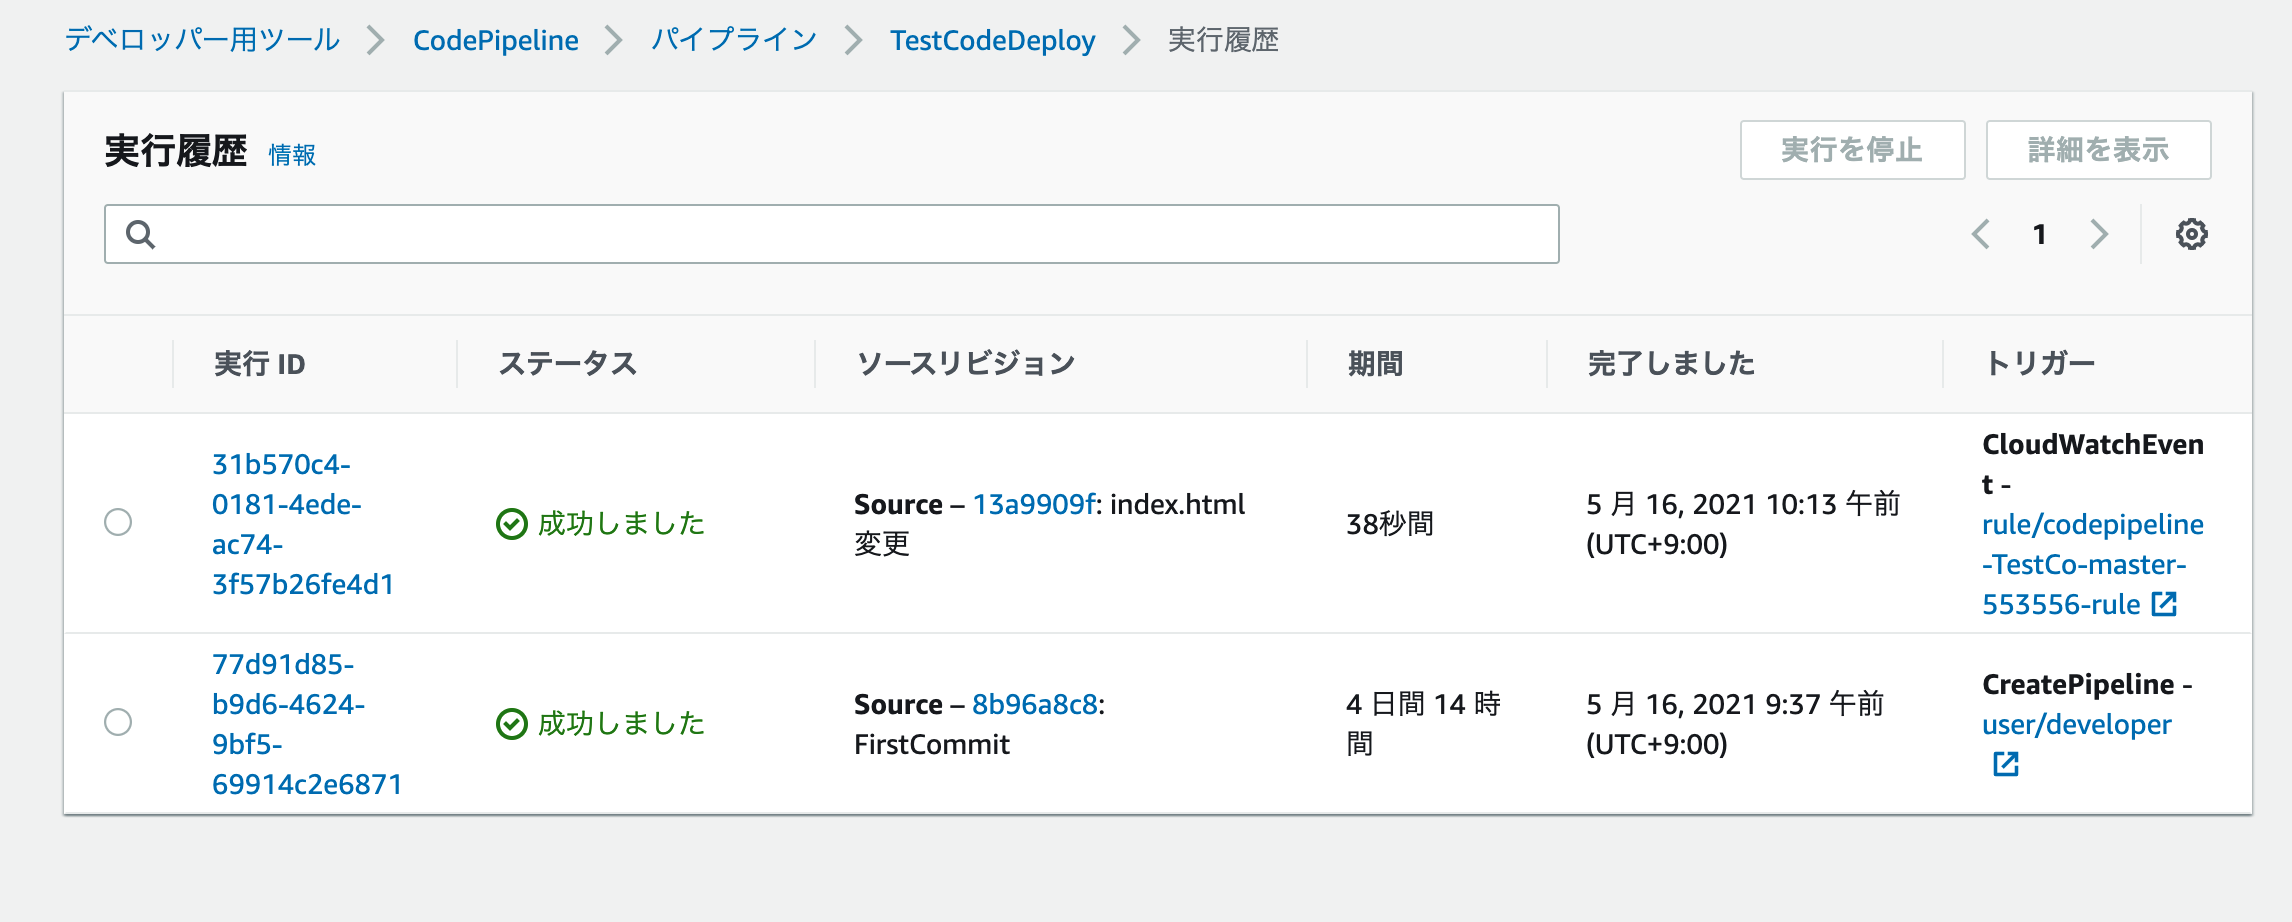 デベロッパー用ツール > CodePipeline > パイプライン > TestCodeDeploy > 実行履歴
実行履歴 情報
実行を停止 詳細を表示
1
実行 ID ステータス ソースリビジョン 期間 完了しました トリガー
31b570c4-
0181-4ede-
ac74-
3f57b26fe4d1
成功しました
Source – 13a9909f: index.html
変更
38秒間
5 月 16, 2021 10:13 午前
(UTC+9:00)
CloudWatchEven
t -
rule/codepipeline
-TestCo-master-
553556-rule
77d91d85-
b9d6-4624-
9bf5-
69914c2e6871
成功しました
Source – 8b96a8c8:
FirstCommit
4 日間 14 時
間
5 月 16, 2021 9:37 午前
(UTC+9:00)
CreatePipeline -
user/developer